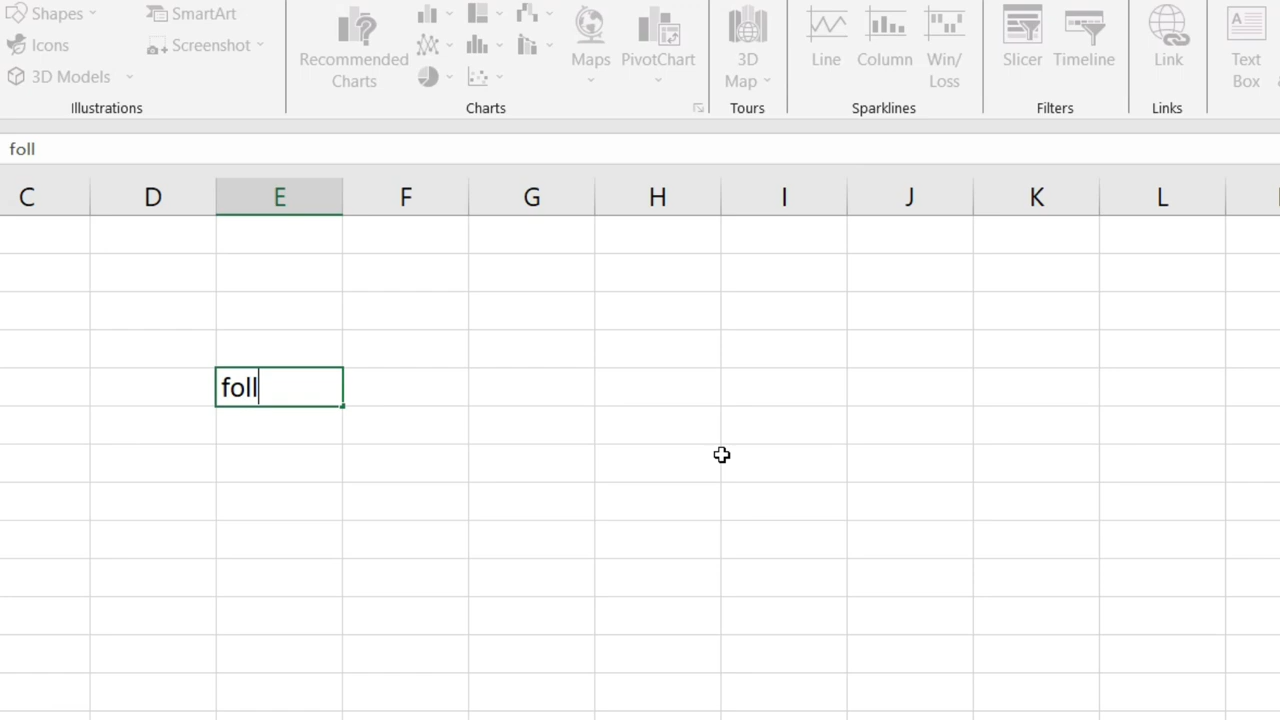 Shapes
SmartArt
Icons
Screenshot
3D Models
Illustrations
Recommended
Charts
Maps
PivotChart
Charts
3D
Map
Tours
Line
Column
Win/
Loss
Sparklines
Slicer
Timeline
Filters
Link
Links
Text
Box
foll
C D E F G H I J K L
foll